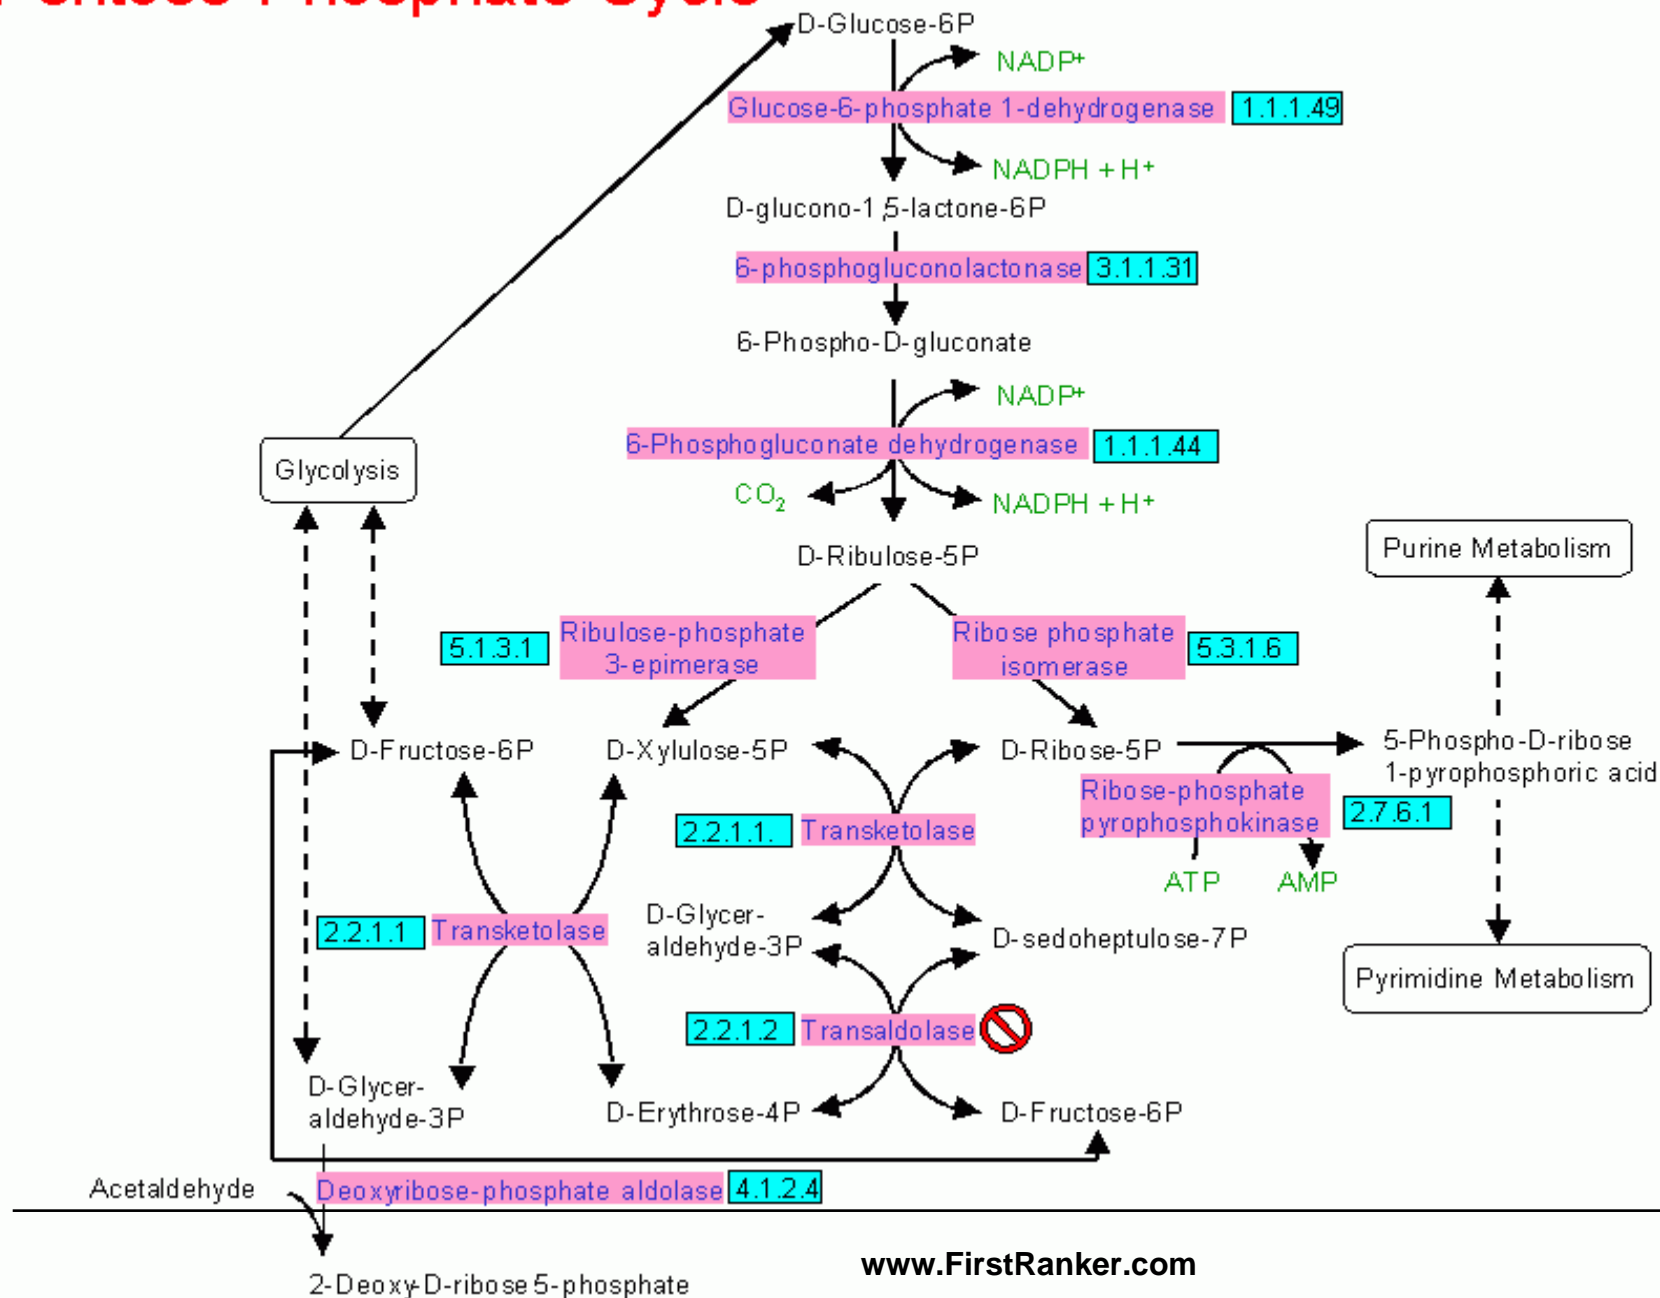 Pentose Phosphate Cycle
D-Glucose-6P
NADP+
Glucose-6-phosphate 1-dehydrogenase 1.1.1.49
NADPH + H+
D-glucono-1,5-lactone-6P
6-phosphogluconolactonase 3.1.1.31
6-Phospho-D-gluconate
NADP+
6-Phosphogluconate dehydrogenase 1.1.1.44
Glycolysis
CO2
NADPH + H+
D-Ribulose-5P
Purine Metabolism
5.1.3.1
Ribulose-phosphate
3-epimerase
Ribose phosphate
isomerase
5.3.1.6
D-Fructose-6P
D-Xylulose-5P
D-Ribose-5P
5-Phospho-D-ribose
1-pyrophosphoric acid
Ribose-phosphate
pyrophosphokinase
2.7.6.1
2.2.1.1. Transketolase
ATP
AMP
2.2.1.1 Transketolase
D-Glycer-
aldehyde-3P
D-sedoheptulose-7P
Pyrimidine Metabolism
2.2.1.2 Transaldolase
D-Glycer-
aldehyde-3P
D-Erythrose-4P
D-Fructose-6P
Acetaldehyde
Deoxyribose-phosphate aldolase 4.1.2.4
www.FirstRanker.com
2-Deoxy-D-ribose 5-phosphate